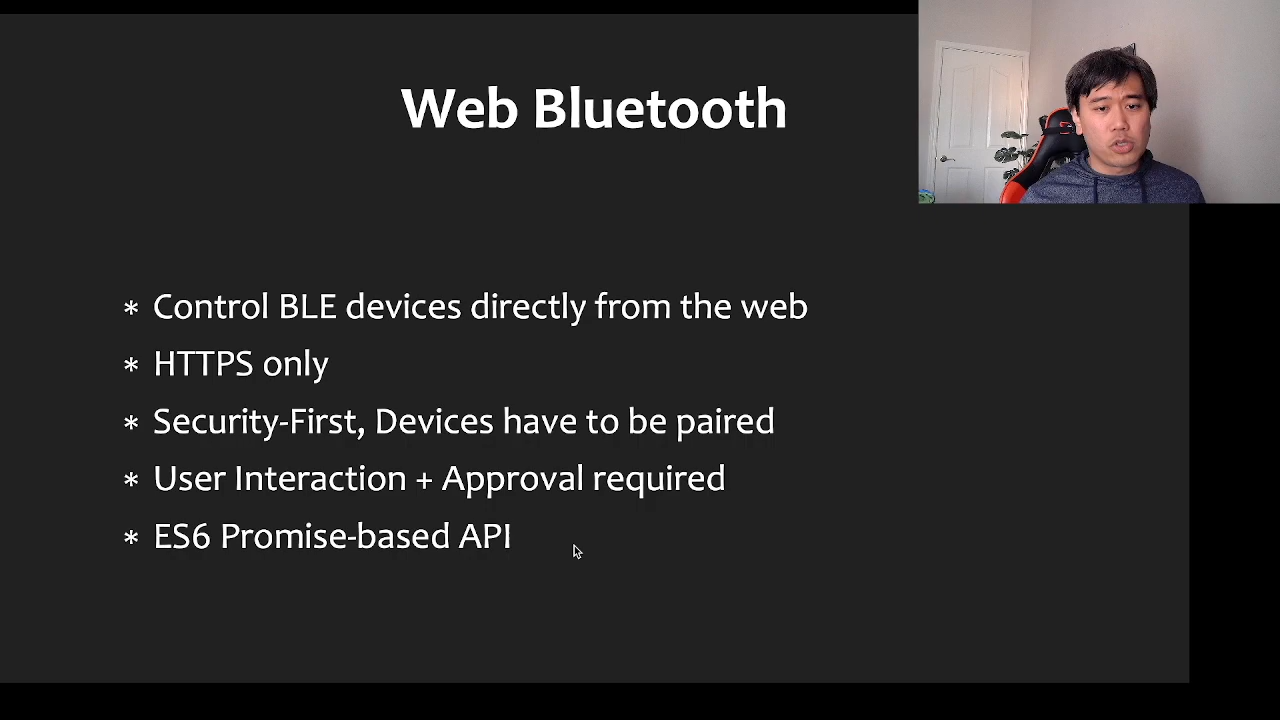 Web Bluetooth
* Control BLE devices directly from the web
* HTTPS only
* Security-First, Devices have to be paired
* User Interaction + Approval required
* ES6 Promise-based API